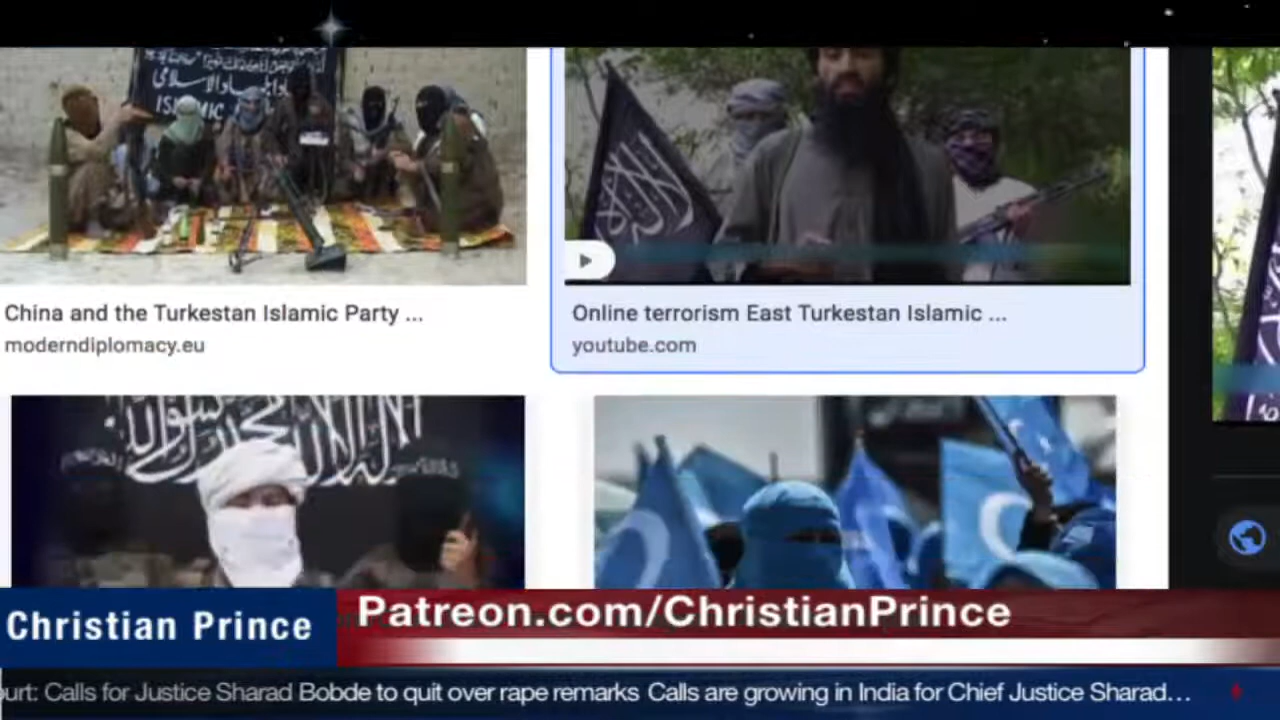 الاسلامي
China and the Turkestan Islamic Party ...
moderndiplomacy.eu
Online terrorism East Turkestan Islamic ...
youtube.com
Christian Prince
Patreon.com/ChristianPrince
ourt: Calls for Justice Sharad Bobde to quit over rape remarks Calls are growing in India for Chief Justice Sharad...